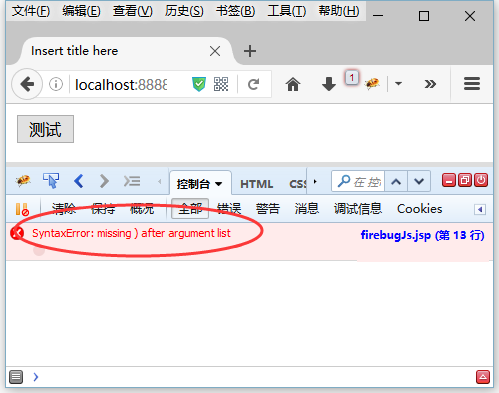 文件(F) 编辑(E) 查看(V) 历史(S) 书签(B) 工具(T) 帮助(H)
Insert title here
localhost:8888
1
测试
控制台 HTML CSS
在 控
清除 保持 概况 全部 错误 警告 消息 调试信息 Cookies
SyntaxError: missing ) after argument list firebugJs.jsp (第 13 行)